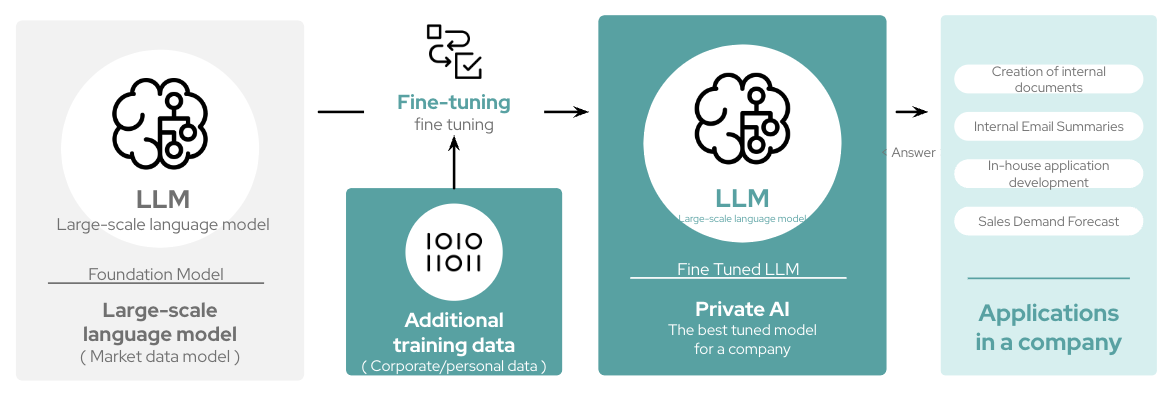 LLM
Large-scale language model
Foundation Model
Large-scale
language model
( Market data model )
Fine-tuning
fine tuning
1010
11011
Additional
training data
( Corporate/personal data )
LLM
Large-scale language model
Fine Tuned LLM
Private AI
The best tuned model
for a company
Answer
Creation of internal
documents
Internal Email Summaries
In-house application
development
Sales Demand Forecast
Applications
in a company